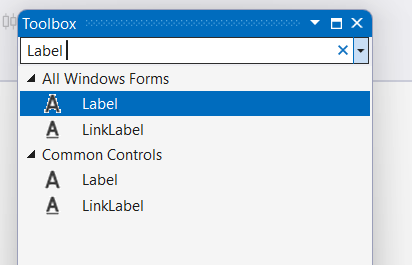 Toolbox
Label
All Windows Forms
Label
LinkLabel
Common Controls
Label
LinkLabel